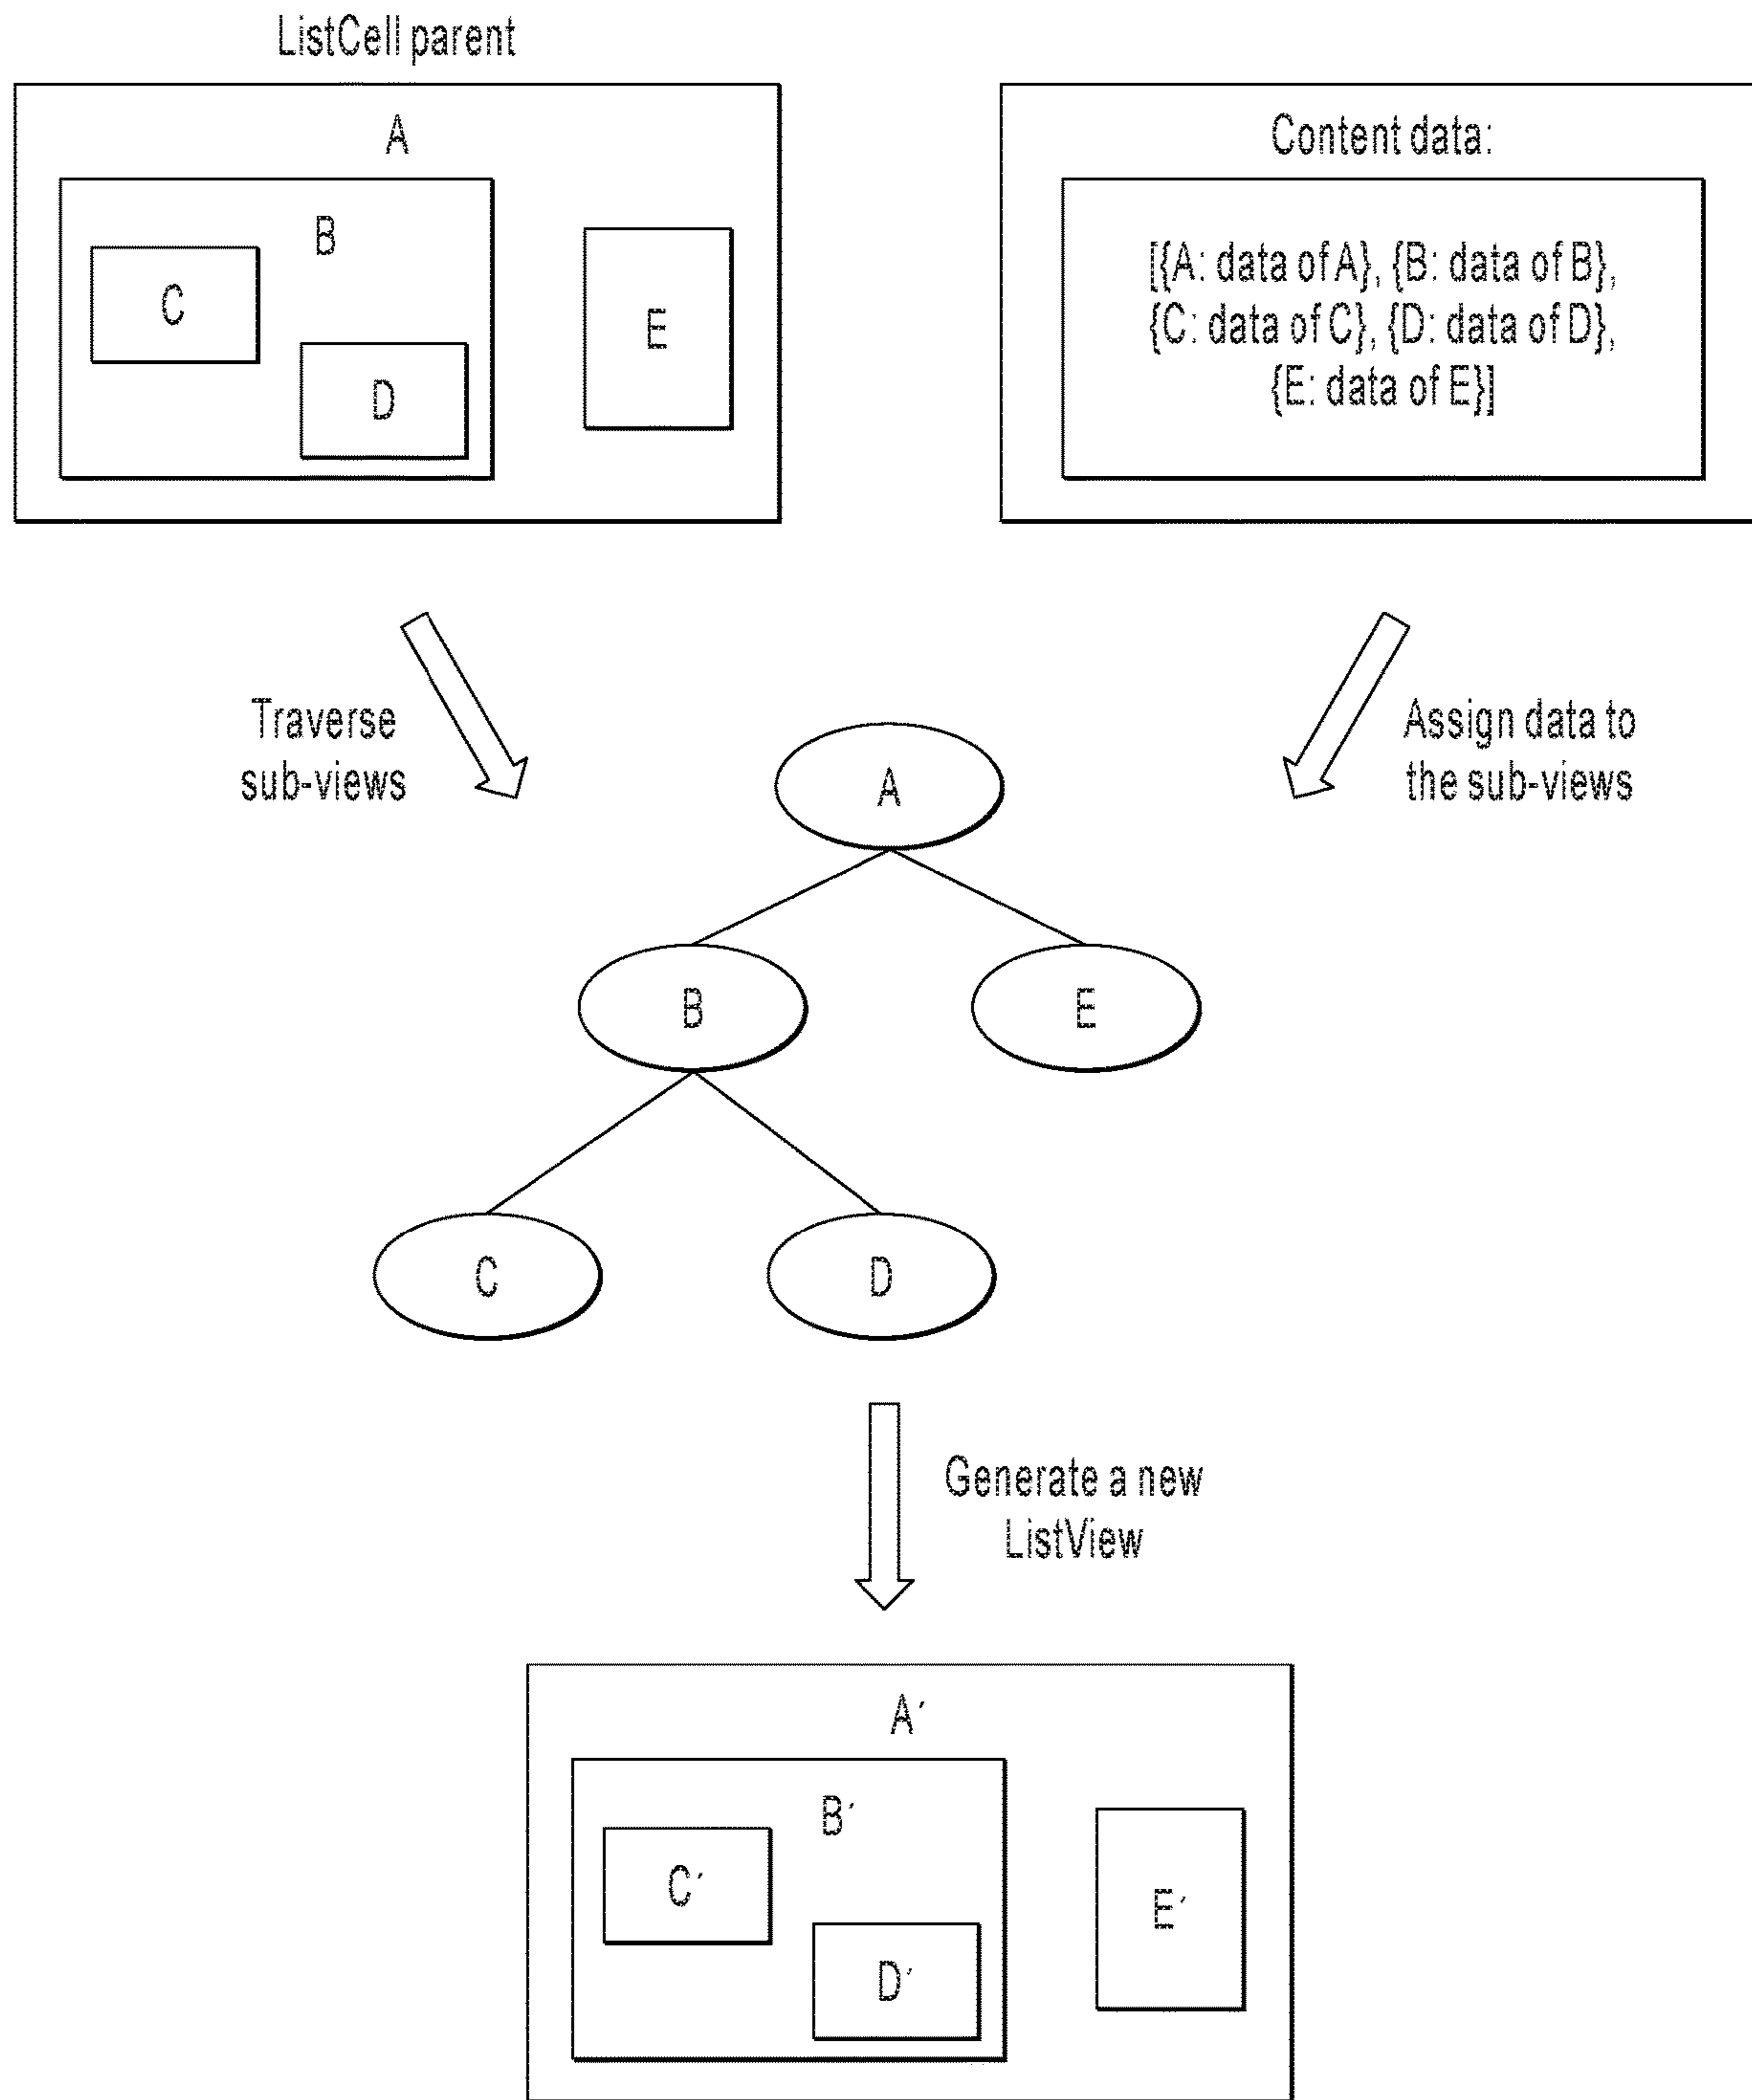 ListCell parent
A
B
C
D
E
Content data:
[{A: data of A}, {B: data of B},
{C: data of C}, {D: data of D},
{E: data of E}]
Traverse
sub-views
Assign data to
the sub-views
A
B
E
C
D
Generate a new
ListView
A´
B´
C´
D´
E´